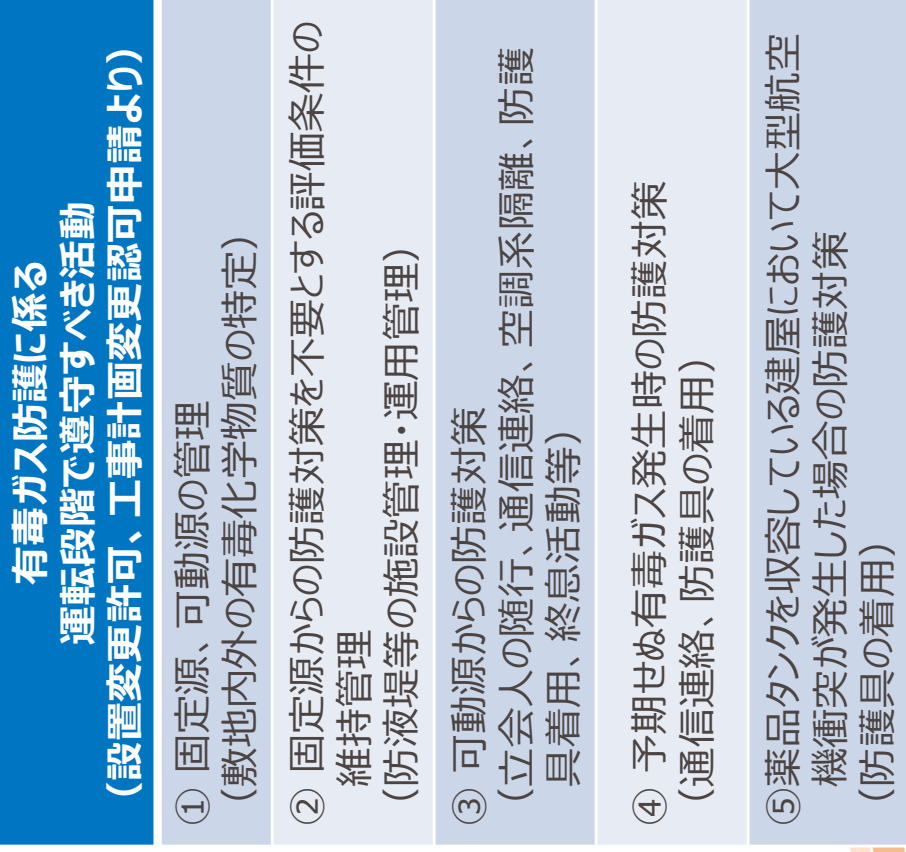 有毒ガス防護に係る
運転段階で遵守すべき活動
(設置変更許可、工事計画変更認可申請より)
① 固定源、可動源の管理
(敷地内外の有毒化学物質の特定)
② 固定源からの防護対策を不要とする評価条件の
維持管理
(防液堤等の施設管理・運用管理)
③ 可動源からの防護対策
(立会人の随行、通信連絡、空調系隔離、防護
具着用、終息活動等)
④ 予期せぬ有毒ガス発生時の防護対策
(通信連絡、防護具の着用)
⑤薬品タンクを収容している建屋において大型航空
機衝突が発生した場合の防護対策
(防護具の着用)